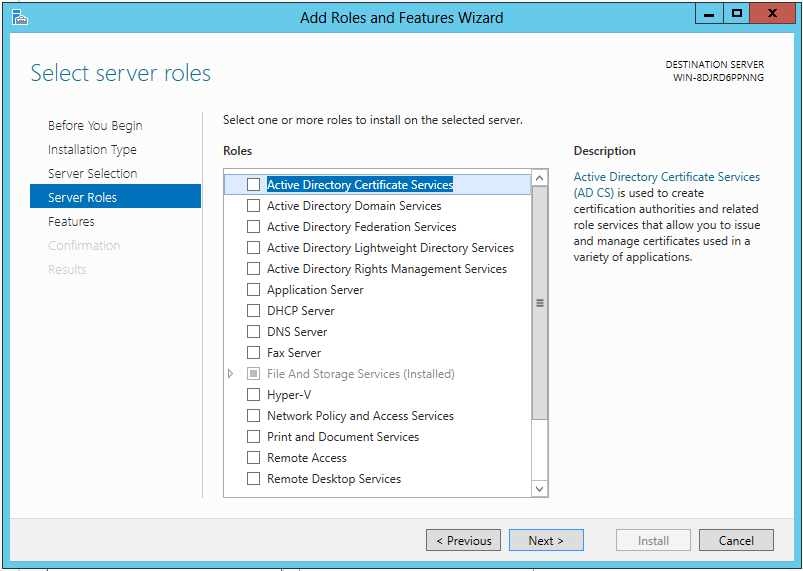 Add Roles and Features Wizard
Select server roles
DESTINATION SERVER
WIN-8DJRD6PPNNG
Before You Begin
Installation Type
Server Selection
Server Roles
Features
Confirmation
Results
Select one or more roles to install on the selected server.
Roles
Active Directory Certificate Services
Active Directory Domain Services
Active Directory Federation Services
Active Directory Lightweight Directory Services
Active Directory Rights Management Services
Application Server
DHCP Server
DNS Server
Fax Server
File And Storage Services (Installed)
Hyper-V
Network Policy and Access Services
Print and Document Services
Remote Access
Remote Desktop Services
Description
Active Directory Certificate Services
(AD CS) is used to create
certification authorities and related
role services that allow you to issue
and manage certificates used in a
variety of applications.
< Previous
Next >
Install
Cancel